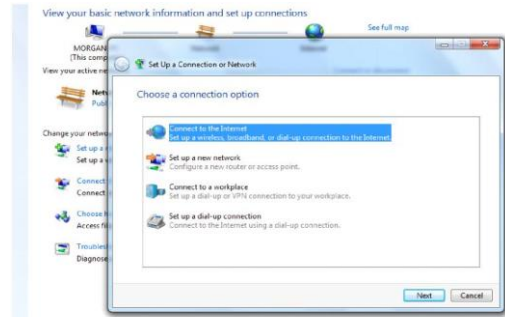 View your basic network information and set up connections
See full map
MORGAN
(This comp
View your active ne
Netw
Publ
Change your networ
Set up a
Set up a
Connect
Connect
Choose h
Access fil
Troublesh
Diagnose
Set Up a Connection or Network
Choose a connection option
Connect to the Internet
Set up a wireless, broadband, or dial-up connection to the Internet.
Set up a new network
Configure a new router or access point.
Connect to a workplace
Set up a dial-up or VPN connection to your workplace.
Set up a dial-up connection
Connect to the Internet using a dial-up connection.
Next
Cancel